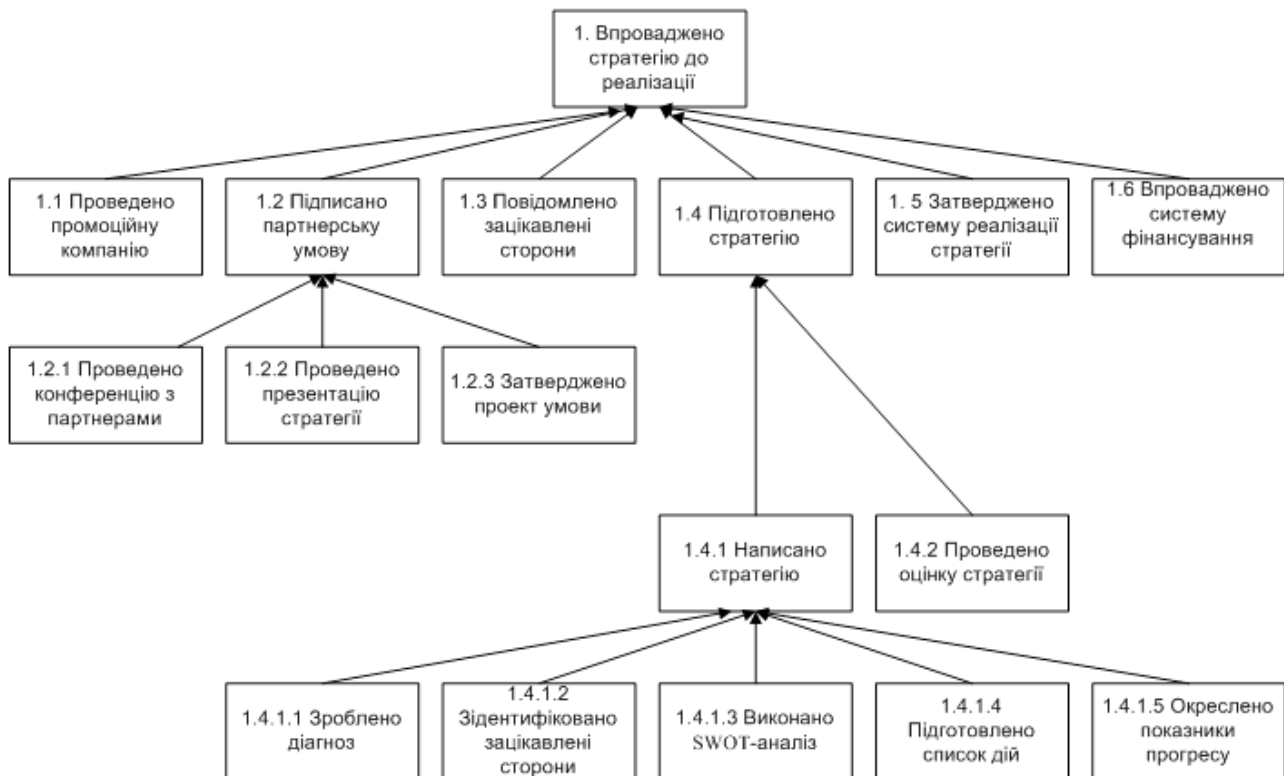 1. Впроваджено
стратегію до
реалізації
1.1 Проведено
промоційну
компанію
1.2 Підписано
партнерську
умову
1.3 Повідомлено
зацікавлені
сторони
1.4 Підготовлено
стратегію
1. 5 Затверджено
систему реалізації
стратегії
1.6 Впроваджено
систему
фінансування
1.2.1 Проведено
конференцію з
партнерами
1.2.2 Проведено
презентацію
стратегії
1.2.3 Затверджено
проект умови
1.4.1 Написано
стратегію
1.4.2 Проведено
оцінку стратегії
1.4.1.1 Зроблено
діагноз
1.4.1.2
Зідентифіковано
зацікавлені
сторони
1.4.1.3 Виконано
SWOT-аналіз
1.4.1.4
Підготовлено
список дій
1.4.1.5 Окреслено
показники
прогресу